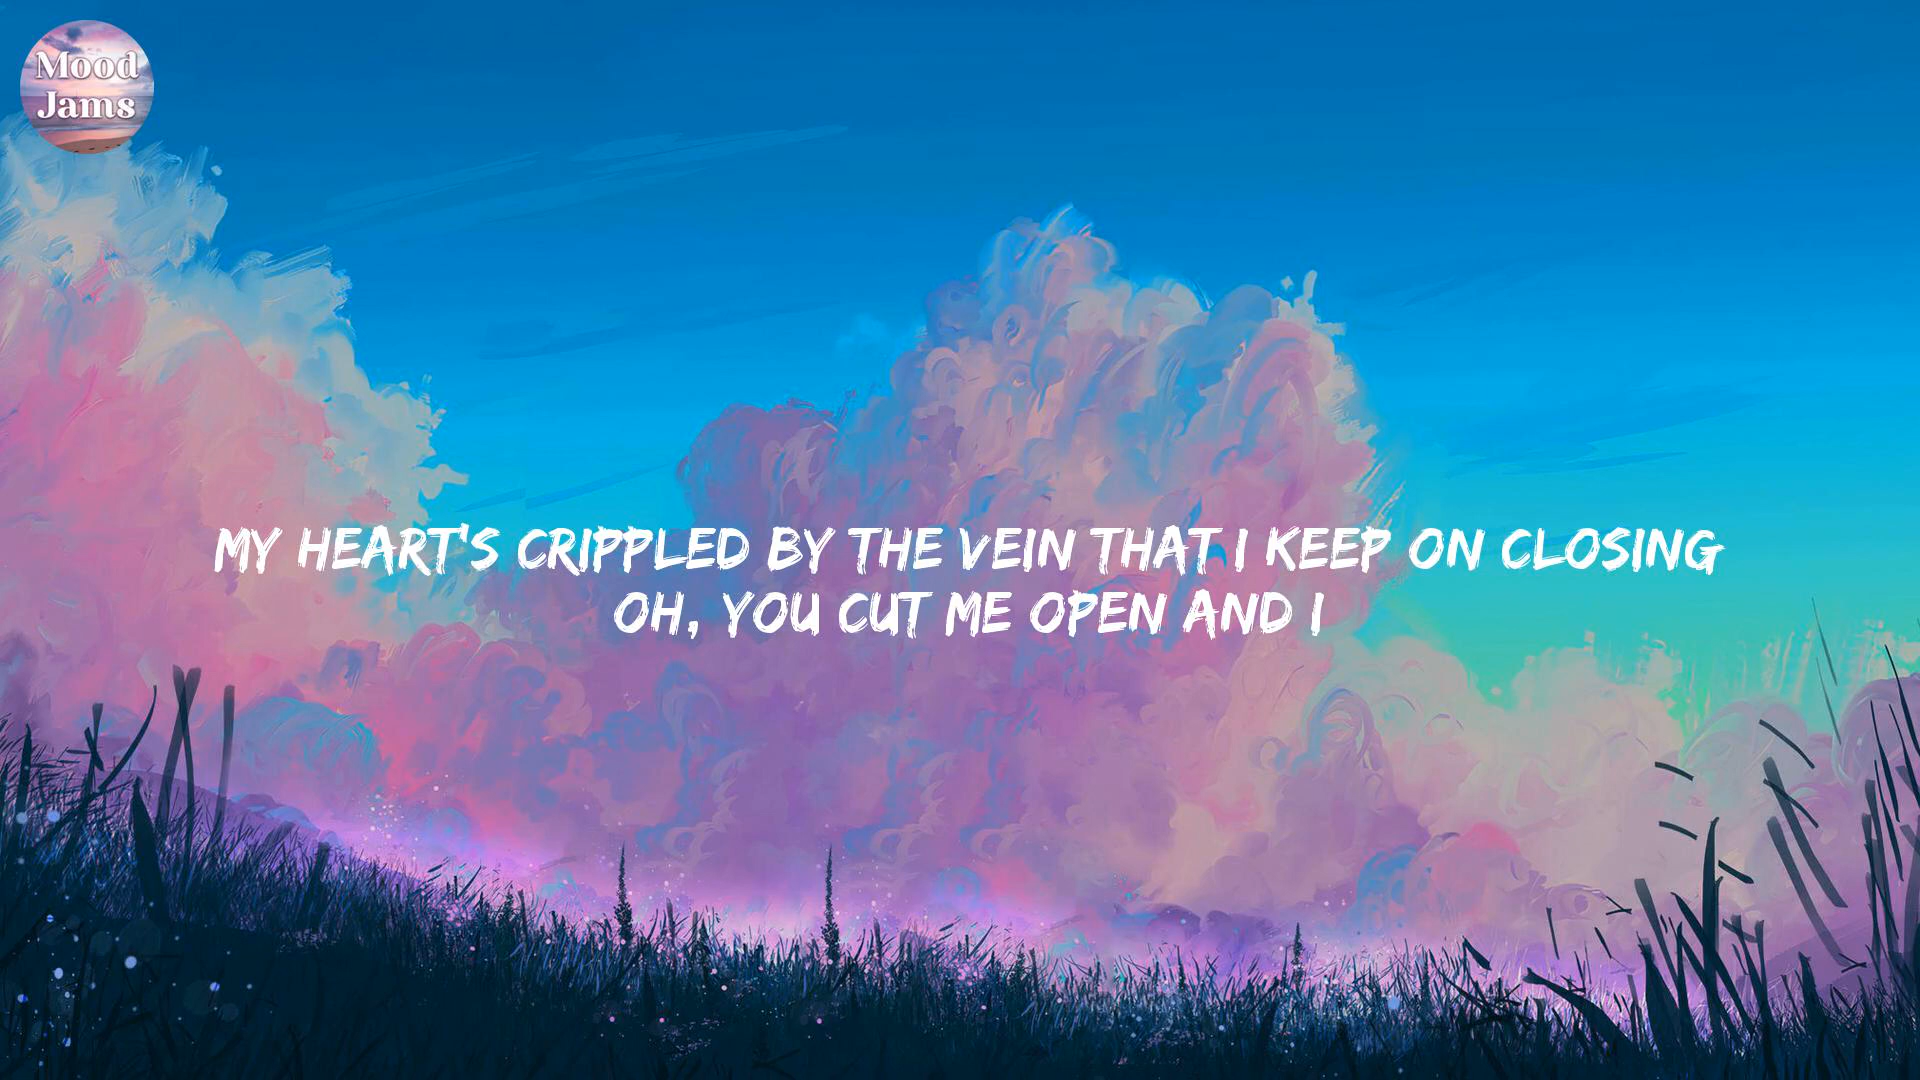 Mood
Jams
MY HEART'S CRIPPLED BY THE VEIN THAT I KEEP ON CLOSING
OH, YOU CUT ME OPEN AND I